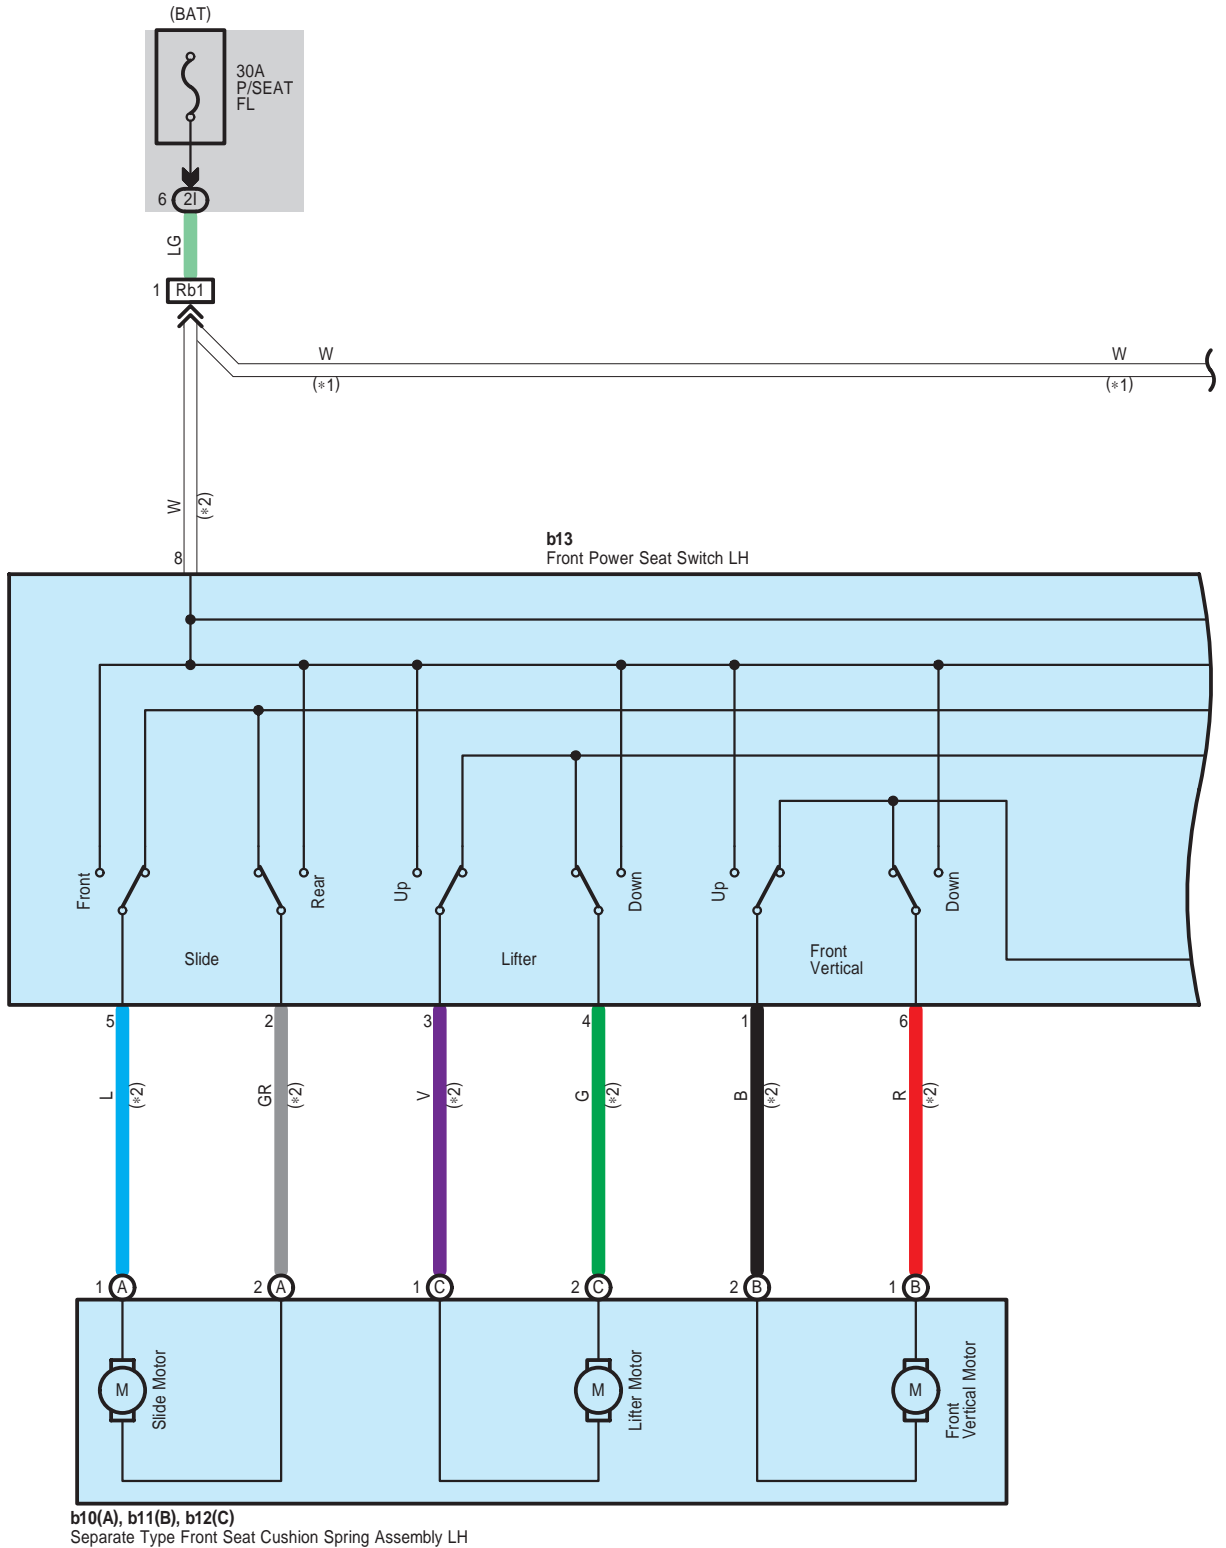 (BAT)
30A
P/SEAT
FL
6 2I
LG
1 Rb1
W W
(*1) (*1)
W (*2)
b13
8 Front Power Seat Switch LH
Front Rear Up Down Up Down
Slide Lifter Front
Vertical
5 2 3 4 1 6
L (*2) GR (*2) V (*2) G (*2) B (*2) R (*2)
1 A 2 A 1 C 2 C 2 B 1 B
M Slide Motor M Lifter Motor M Front
Vertical Motor
b10(A), b11(B), b12(C)
Separate Type Front Seat Cushion Spring Assembly LH